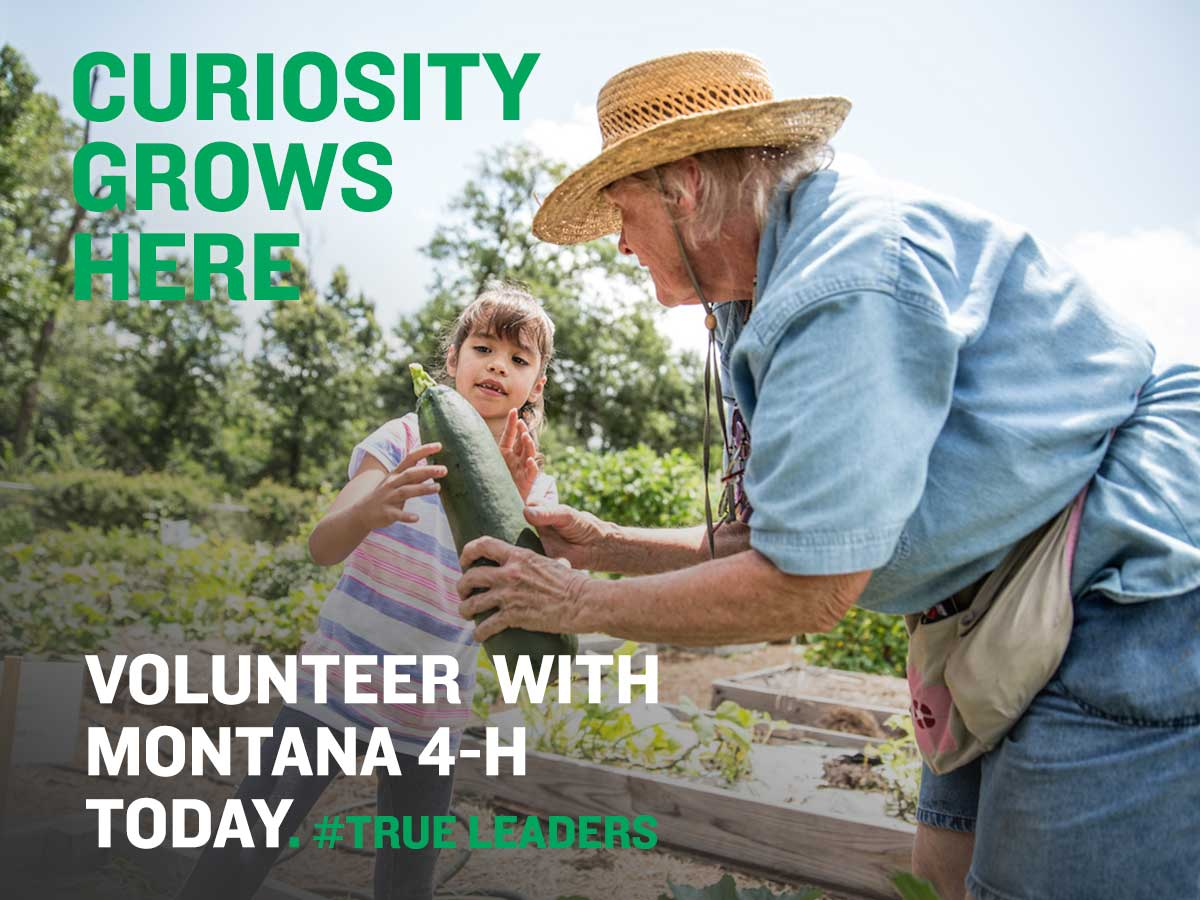 CURIOSITY
GROWS
HERE
VOLUNTEER WITH
MONTANA 4-H
TODAY. #TRUE LEADERS